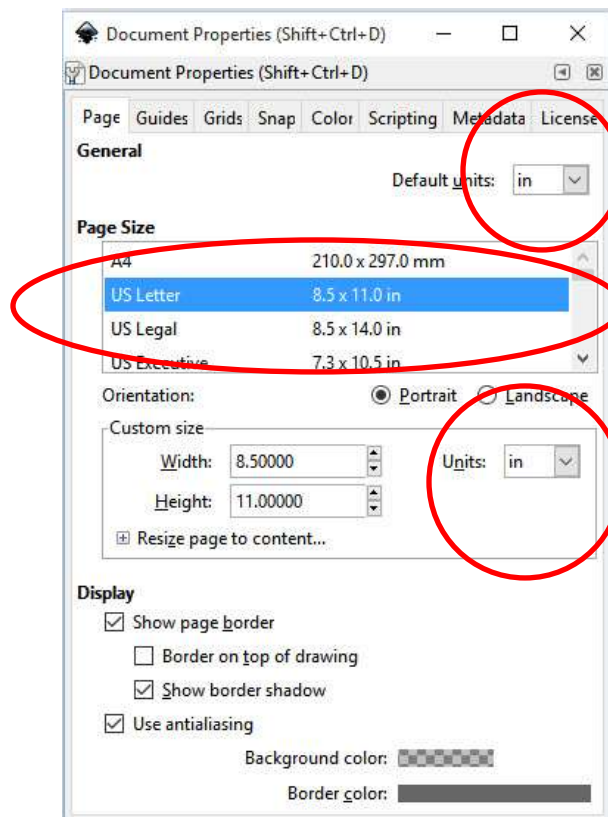 Document Properties (Shift+Ctrl+D)
Document Properties (Shift+Ctrl+D)
Page Guides Grids Snap Color Scripting Metadata License
General
Default units: in
Page Size
A4 210.0 x 297.0 mm
US Letter 8.5 x 11.0 in
US Legal 8.5 x 14.0 in
US Executive 7.3 x 10.5 in
Orientation: Portrait Landscape
Custom size
Width: 8.50000 Units: in
Height: 11.00000
Resize page to content...
Display
Show page border
Border on top of drawing
Show border shadow
Use antialiasing
Background color:
Border color: